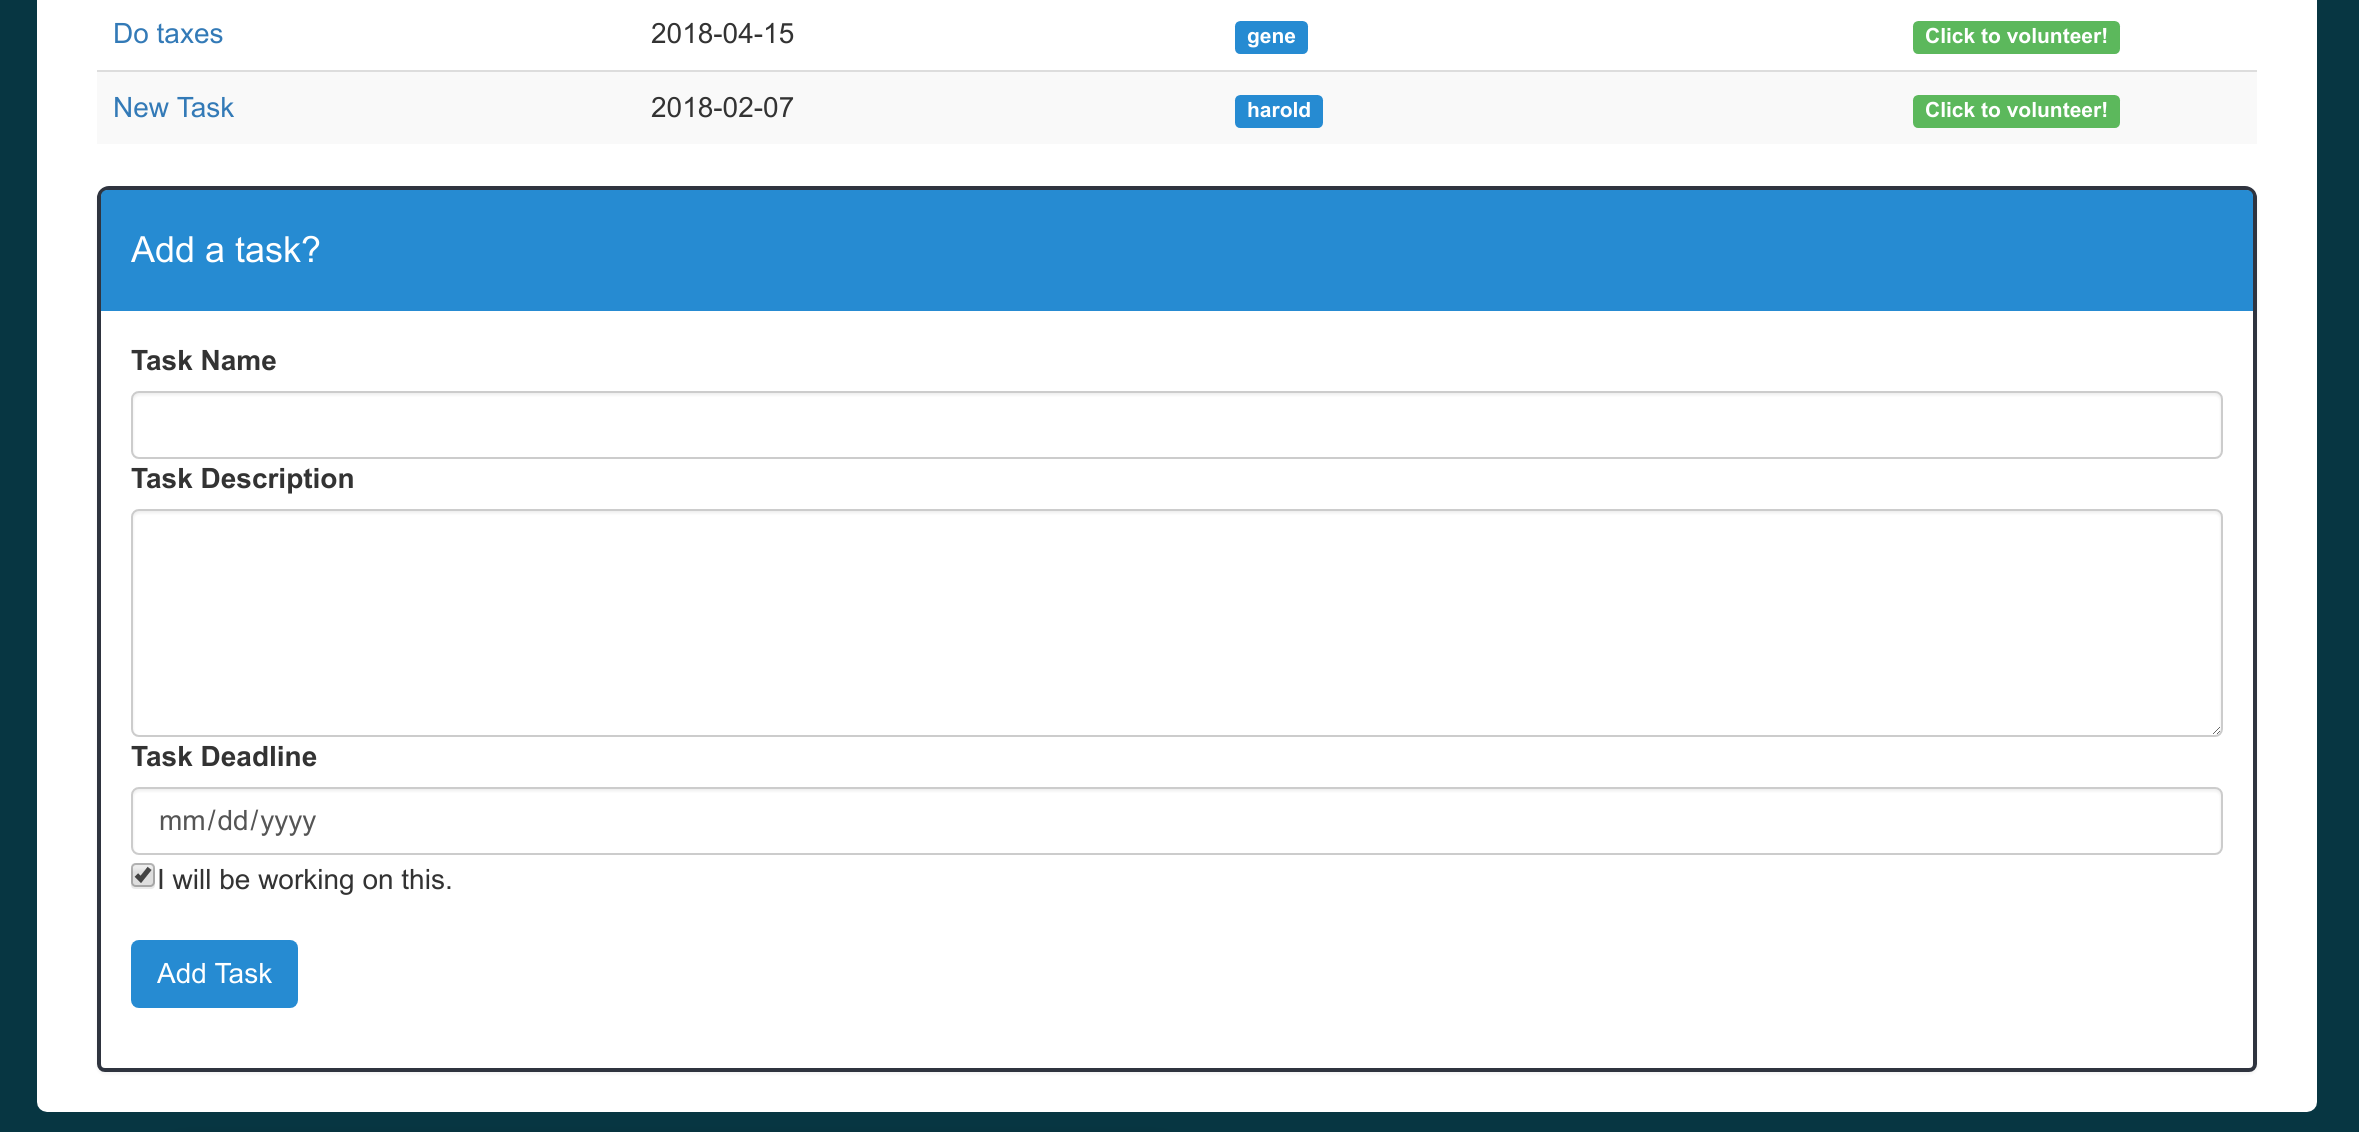 Do taxes 2018-04-15 gene Click to volunteer!
New Task 2018-02-07 harold Click to volunteer!
Add a task?
Task Name
Task Description
Task Deadline
mm/dd/yyyy
I will be working on this.
Add Task